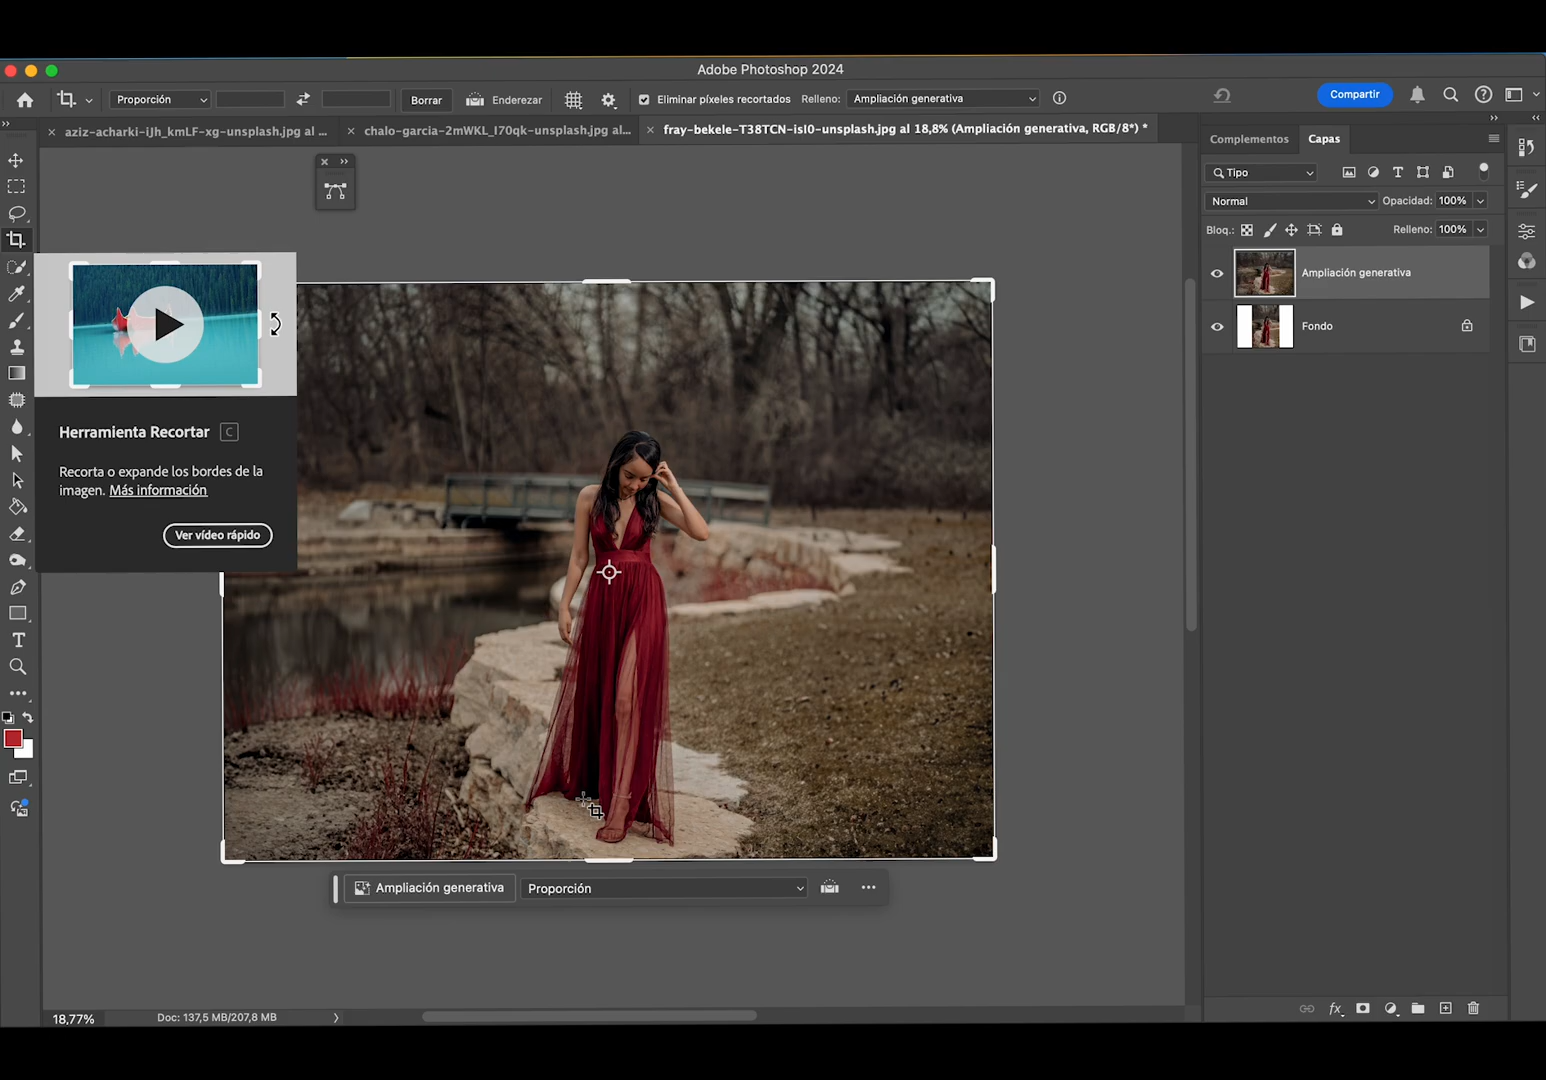 Adobe Photoshop 2024
Proporción
Borrar
Enderezar
Eliminar píxeles recortados
Relleno:
Ampliación generativa
Compartir
aziz-acharki-iJh_kmLF-xg-unsplash.jpg al ...
chalo-garcia-2mWKL_I70qk-unsplash.jpg al...
fray-bekele-T38TCN-isI0-unsplash.jpg al 18,8% (Ampliación generativa, RGB/8*) *
Complementos
Capas
Tipo
Normal
Opacidad: 100%
Bloq.:
Relleno: 100%
Ampliación generativa
Fondo
Herramienta Recortar C
Recorta o expande los bordes de la
imagen. Más información
Ver vídeo rápido
T
Ampliación generativa
Proporción
18,77%
Doc: 137,5 MB/207,8 MB
fx